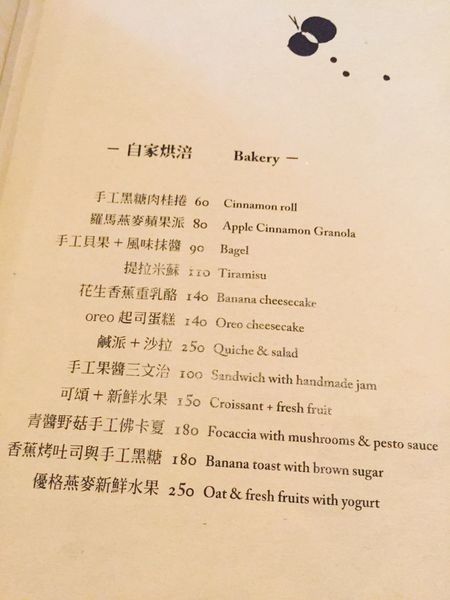 — 自家烘焙 Bakery —
手工黑糖肉桂捲 60 Cinnamon roll
羅馬燕麥蘋果派 80 Apple Cinnamon Granola
手工貝果 + 風味抹醬 90 Bagel
提拉米蘇 110 Tiramisu
花生香蕉重乳酪 140 Banana cheesecake
oreo 起司蛋糕 140 Oreo cheesecake
鹹派 + 沙拉 250 Quiche & salad
手工果醬三文治 100 Sandwich with handmade jam
可頌 + 新鮮水果 150 Croissant + fresh fruit
青醬野菇手工佛卡夏 180 Focaccia with mushrooms & pesto sauce
香蕉烤吐司與手工黑糖 180 Banana toast with brown sugar
優格燕麥新鮮水果 250 Oat & fresh fruits with yogurt